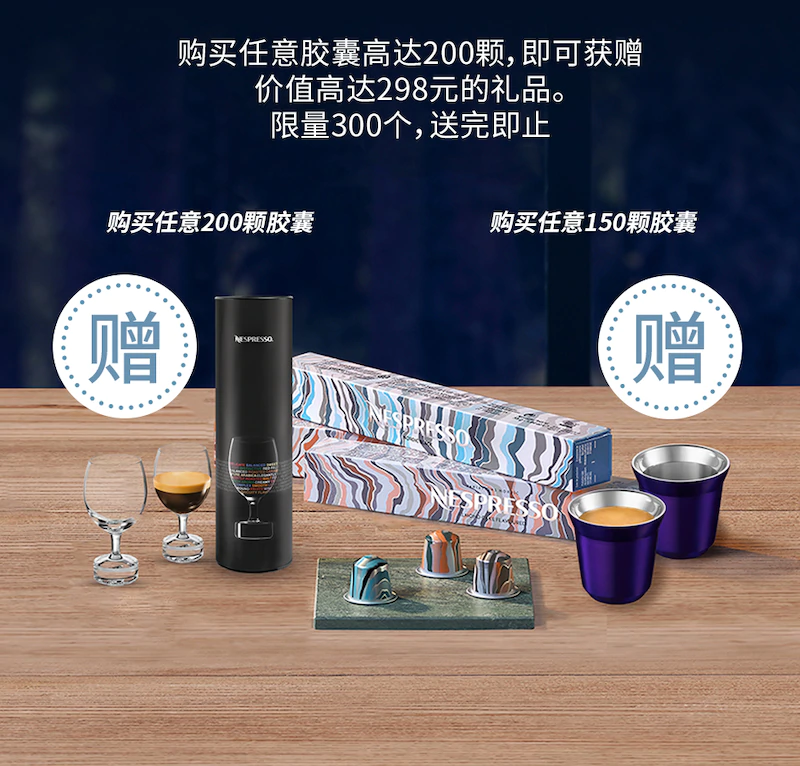 购买任意胶囊高达200颗，即可获赠
价值高达298元的礼品。
限量300个，送完即止
购买任意200颗胶囊
购买任意150颗胶囊
赠
赠
NESPRESSO.
NESPRESSO
NESPRESSO